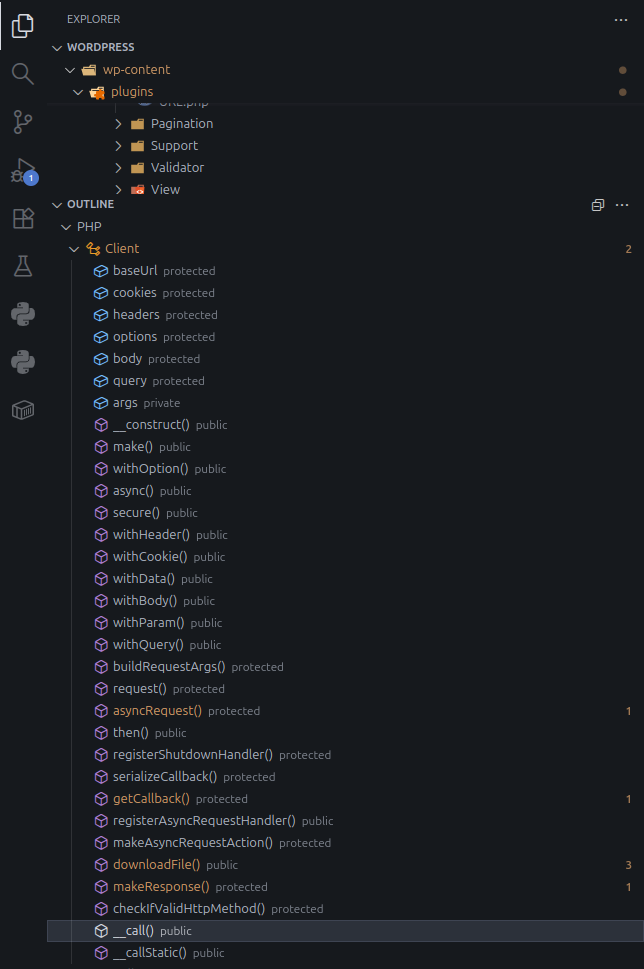 EXPLORER ...
WORDPRESS
wp-content
plugins
URL.php
Pagination
Support
Validator
View
OUTLINE ...
PHP
Client 2
baseUrl protected
cookies protected
headers protected
options protected
body protected
query protected
args private
__construct() public
make() public
withOption() public
async() public
secure() public
withHeader() public
withCookie() public
withData() public
withBody() public
withParam() public
withQuery() public
buildRequestArgs() protected
request() protected
asyncRequest() protected 1
then() public
registerShutdownHandler() protected
serializeCallback() protected
getCallback() protected 1
registerAsyncRequestHandler() public
makeAsyncRequestAction() protected
downloadFile() public 3
makeResponse() protected 1
checkIfValidHttpMethod() protected
__call() public
__callStatic() public
1